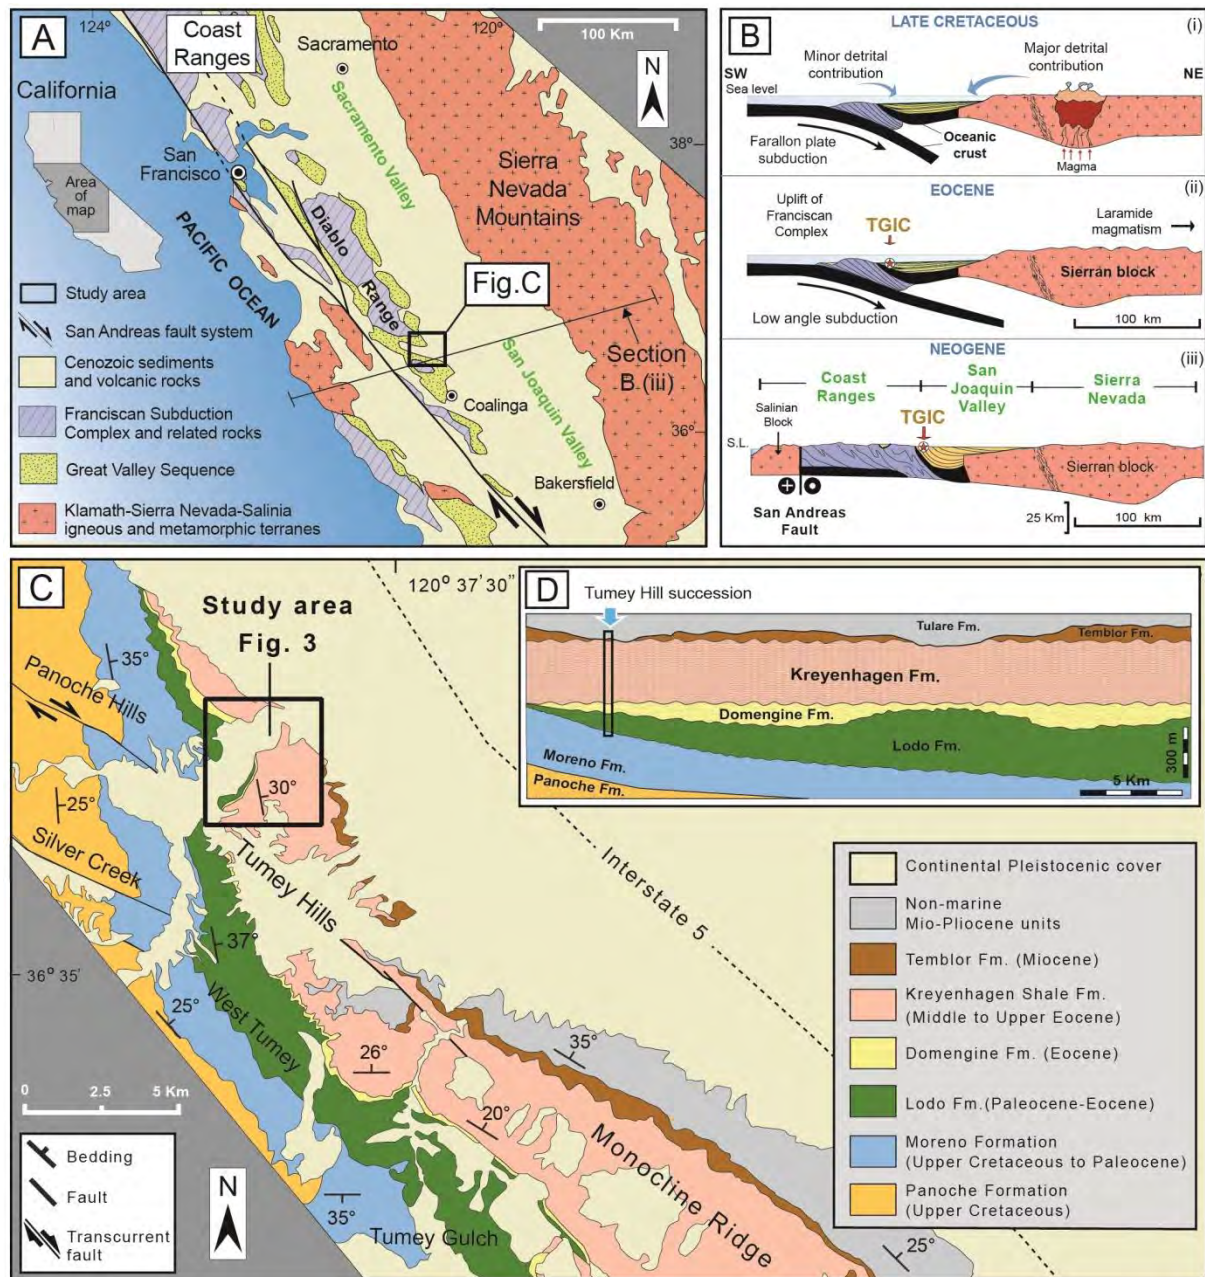 A
124°
Coast
Ranges
Sacramento
120°
100 Km
N
California
Area
of
map
San
Francisco
Sacramento Valley
Sierra
Nevada
Mountains
38°
PACIFIC OCEAN
Diablo
Range
Fig.C
Section
B (iii)
San Joaquin Valley
Coalinga
36°
Bakersfield
Study area
San Andreas fault system
Cenozoic sediments
and volcanic rocks
Franciscan Subduction
Complex and related rocks
Great Valley Sequence
Klamath-Sierra Nevada-Salinia
igneous and metamorphic terranes
B
LATE CRETACEOUS
(i)
Minor detrital
contribution
Major detrital
contribution
SW
NE
Sea level
Farallon plate
subduction
Oceanic
crust
Magma
EOCENE
(ii)
Uplift of
Franciscan
Complex
TGIC
Laramide
magmatism
Sierran block
Low angle subduction
100 km
NEOGENE
(iii)
Coast
Ranges
San
Joaquin
Valley
Sierra
Nevada
Salinian
Block
TGIC
S.L.
Sierran block
San Andreas
Fault
25 Km
100 km
C
120° 37' 30"
Study area
Fig. 3
35°
Panoche Hills
30°
25°
Silver Creek
Tumey Hills
Interstate 5
37°
36° 35'
West Tumey
25°
26°
35°
20°
0 2.5 5 Km
Monocline Ridge
35°
Tumey Gulch
25°
Bedding
Fault
Transcurrent
fault
N
D
Tumey Hill succession
Tulare Fm.
Temblor Fm.
Kreyenhagen Fm.
Domengine Fm.
Lodo Fm.
Moreno Fm.
Panoche Fm.
300 m
5 Km
Continental Pleistocenic cover
Non-marine
Mio-Pliocene units
Temblor Fm. (Miocene)
Kreyenhagen Shale Fm.
(Middle to Upper Eocene)
Domengine Fm. (Eocene)
Lodo Fm.(Paleocene-Eocene)
Moreno Formation
(Upper Cretaceous to Paleocene)
Panoche Formation
(Upper Cretaceous)